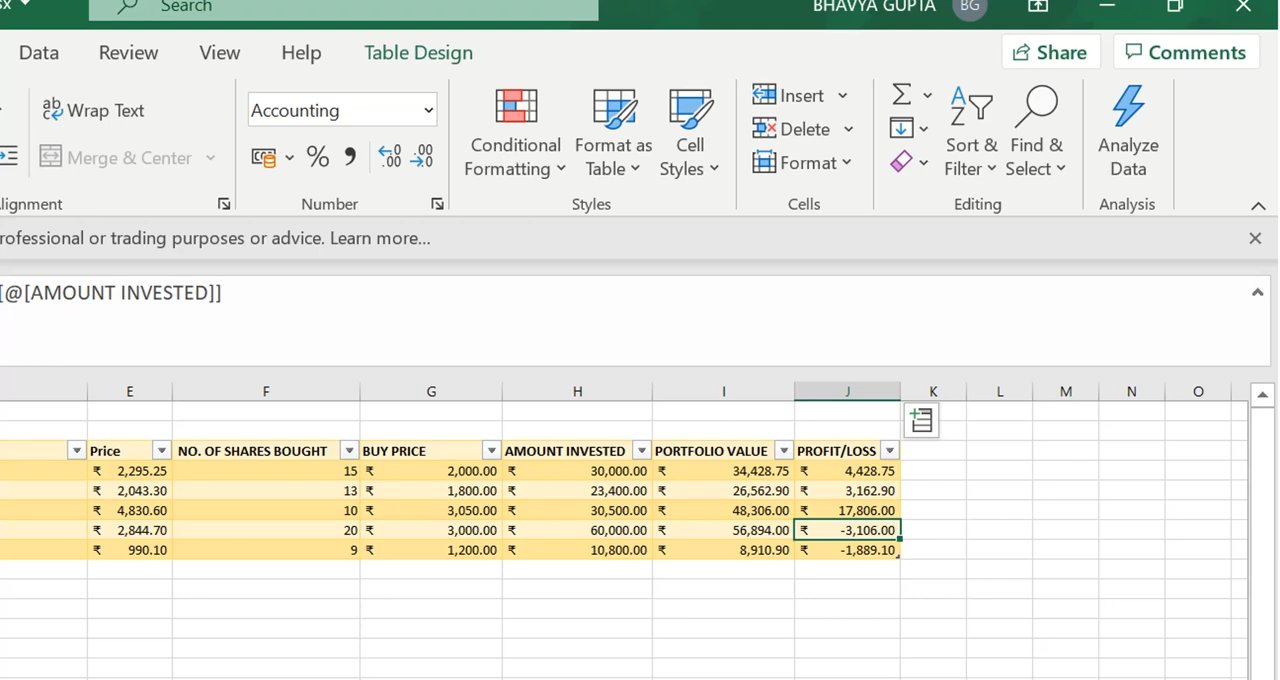 Search
BHAVYA GUPTA BG
Data Review View Help Table Design Share Comments
ab Wrap Text
Merge & Center
Accounting
% .00 .00
Number
Conditional Formatting
Format as Table
Cell Styles
Styles
Insert
Delete
Format
Cells
Sort & Filter
Find & Select
Editing
Analyze Data
Analysis
or trading purposes or advice. Learn more...
[@[AMOUNT INVESTED]]
E F G H I J K L M N O
Price NO. OF SHARES BOUGHT BUY PRICE AMOUNT INVESTED PORTFOLIO VALUE PROFIT/LOSS
₹ 2,295.25 15 ₹ 2,000.00 ₹ 30,000.00 ₹ 34,428.75 ₹ 4,428.75
₹ 2,043.30 13 ₹ 1,800.00 ₹ 23,400.00 ₹ 26,562.90 ₹ 3,162.90
₹ 4,830.60 10 ₹ 3,050.00 ₹ 30,500.00 ₹ 48,306.00 ₹ 17,806.00
₹ 2,844.70 20 ₹ 3,000.00 ₹ 60,000.00 ₹ 56,894.00 ₹ -3,106.00
₹ 990.10 9 ₹ 1,200.00 ₹ 10,800.00 ₹ 8,910.90 ₹ -1,889.10